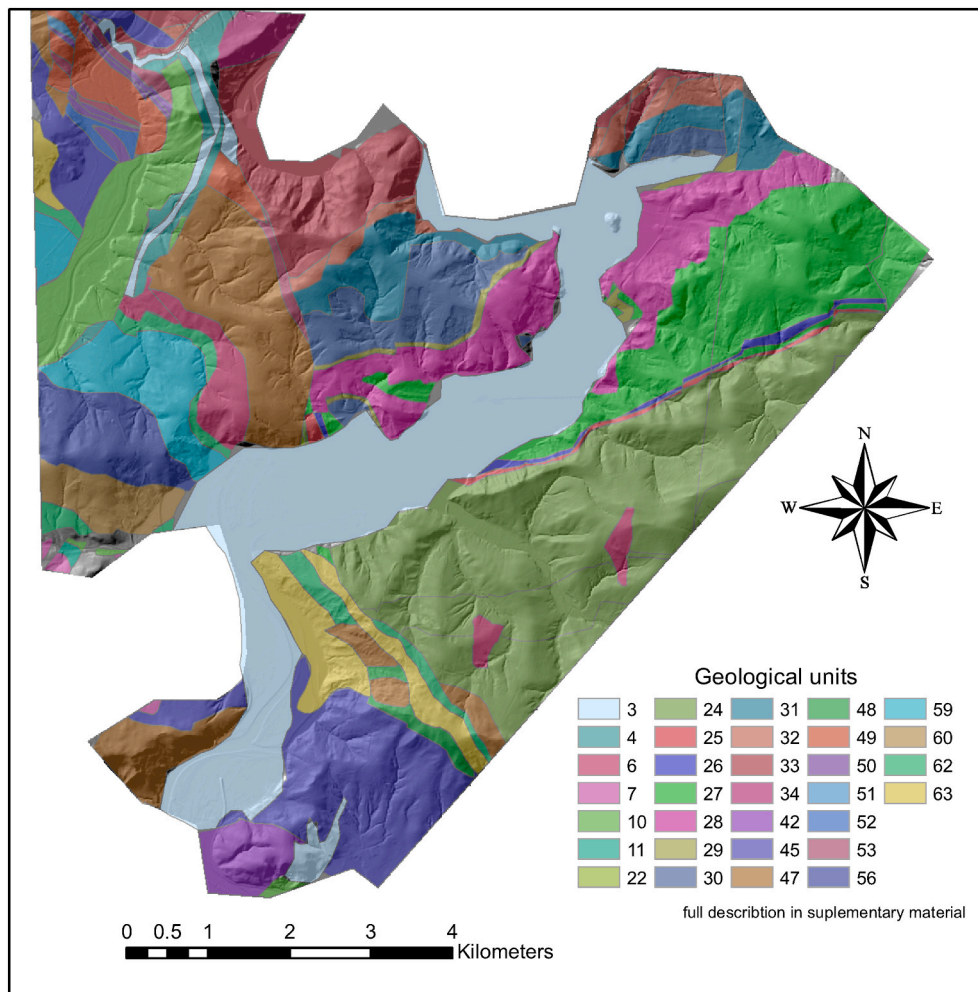 N
W E
S
Geological units
3 24 31 48 59
4 25 32 49 60
6 26 33 50 62
7 27 34 51 63
10 28 42 52
11 29 45 53
22 30 47 56
full describtion in suplementary material
0 0.5 1 2 3 4
Kilometers